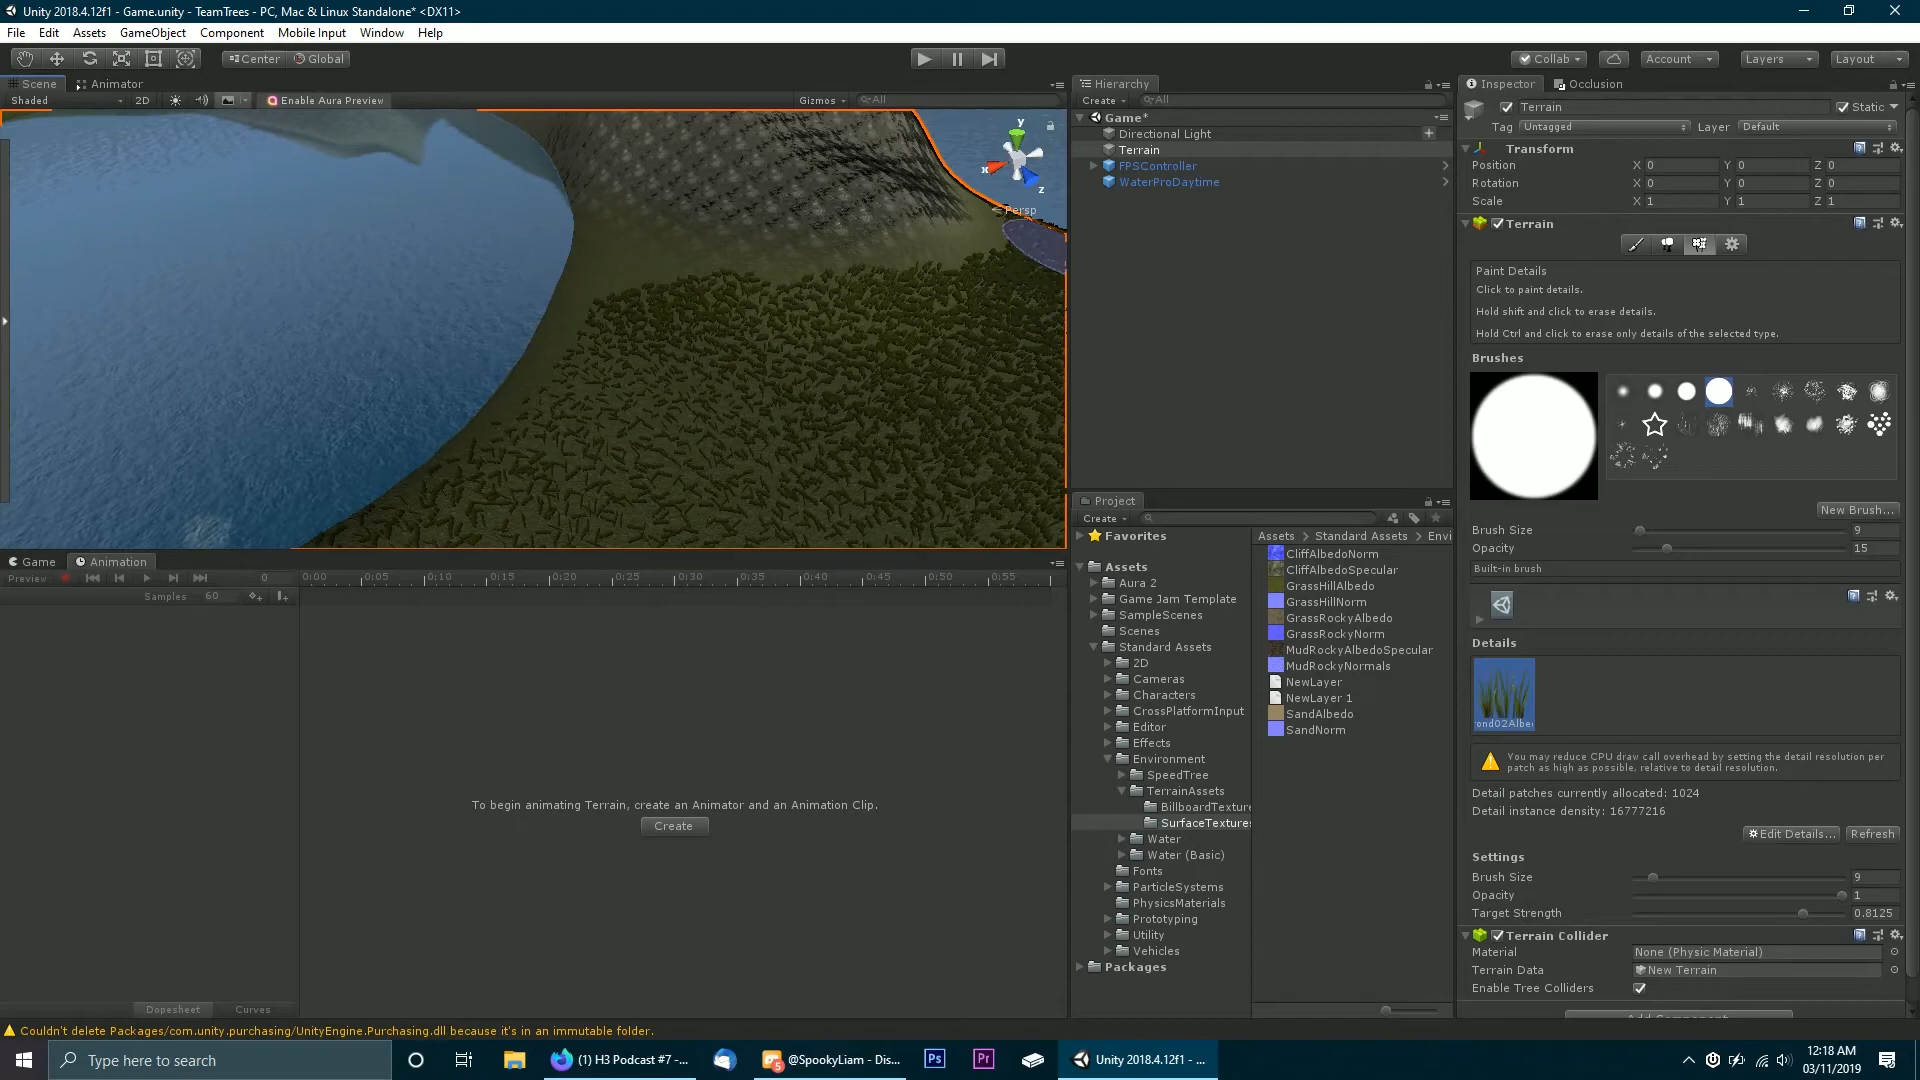 Unity 2018.4.12f1 - Game.unity - TeamTrees - PC, Mac & Linux Standalone* <DX11>
File Edit Assets GameObject Component Mobile Input Window Help
Center Global
Collab Account Layers Layout
Scene Animator
Shaded 2D Enable Aura Preview Gizmos All
y
x
z
Persp
Game Animation
Preview 0 0:00 0:05 0:10 0:15 0:20 0:25 0:30 0:35 0:40 0:45 0:50 0:55
Samples 60
To begin animating Terrain, create an Animator and an Animation Clip.
Create
Dopesheet Curves
Hierarchy
Create All
Game*
Directional Light
Terrain
FPSController
WaterProDaytime
Project
Create
Favorites
Assets
Aura 2
Game Jam Template
SampleScenes
Scenes
Standard Assets
2D
Cameras
Characters
CrossPlatformInput
Editor
Effects
Environment
SpeedTree
TerrainAssets
BillboardTexture
SurfaceTextures
Water
Water (Basic)
Fonts
ParticleSystems
PhysicsMaterials
Prototyping
Utility
Vehicles
Packages
Assets > Standard Assets > Envi
CliffAlbedoNorm
CliffAlbedoSpecular
GrassHillAlbedo
GrassHillNorm
GrassRockyAlbedo
GrassRockyNorm
MudRockyAlbedoSpecular
MudRockyNormals
NewLayer
NewLayer 1
SandAlbedo
SandNorm
Inspector Occlusion
Terrain Static
Tag Untagged Layer Default
Transform
Position X 0 Y 0 Z 0
Rotation X 0 Y 0 Z 0
Scale X 1 Y 1 Z 1
Terrain
Paint Details
Click to paint details.
Hold shift and click to erase details.
Hold Ctrl and click to erase only details of the selected type.
Brushes
New Brush...
Brush Size 9
Opacity 15
Built-in brush
Details
rond02Albe
You may reduce CPU draw call overhead by setting the detail resolution per
patch as high as possible, relative to detail resolution.
Detail patches currently allocated: 1024
Detail instance density: 16777216
Edit Details... Refresh
Settings
Brush Size 9
Opacity 1
Target Strength 0.8125
Terrain Collider
Material None (Physic Material)
Terrain Data New Terrain
Enable Tree Colliders
Add Component
Couldn't delete Packages/com.unity.purchasing/UnityEngine.Purchasing.dll because it's in an immutable folder.
Type here to search
(1) H3 Podcast #7 -...
5
@SpookyLiam - Dis...
Ps
Pr
Unity 2018.4.12f1 - ...
12:18 AM
03/11/2019